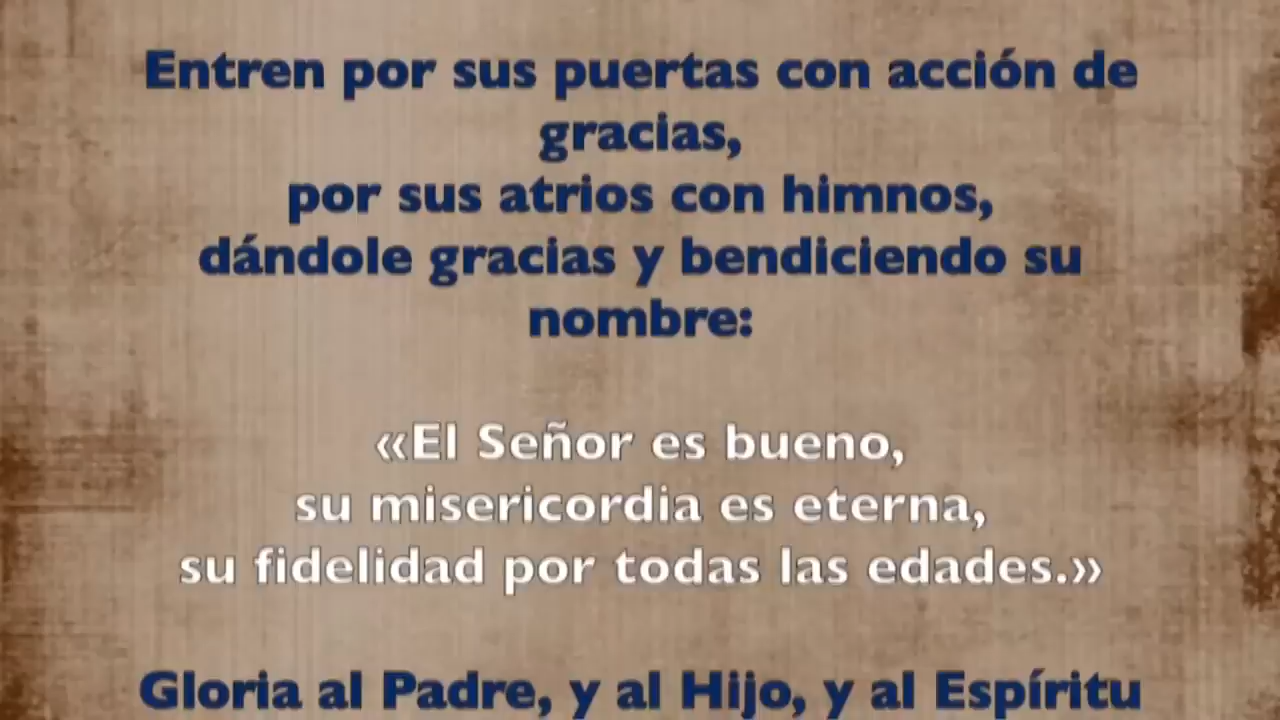 Entren por sus puertas con acción de
gracias,
por sus atrios con himnos,
dándole gracias y bendiciendo su
nombre:
«El Señor es bueno,
su misericordia es eterna,
su fidelidad por todas las edades.»
Gloria al Padre, y al Hijo, y al Espíritu